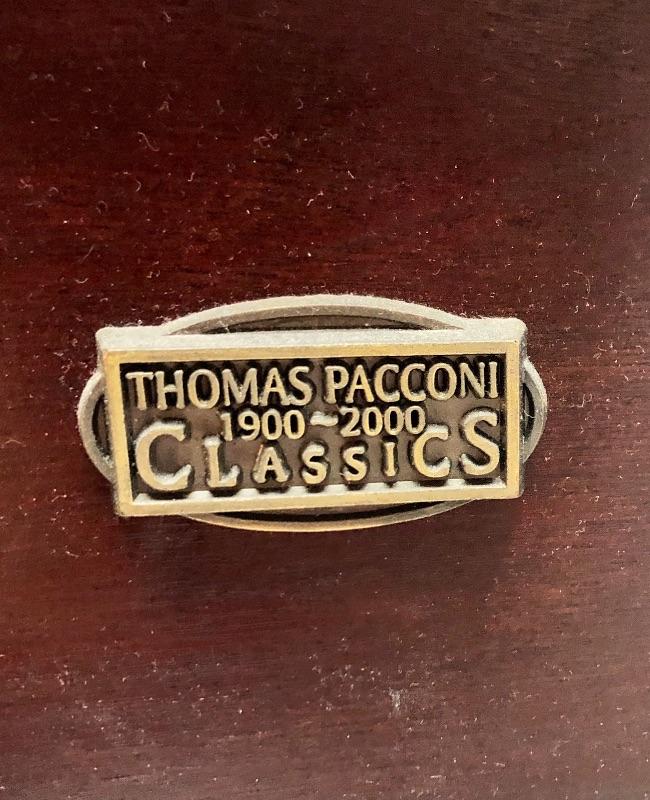 THOMAS PACCONI
1900~2000
CLASSICS